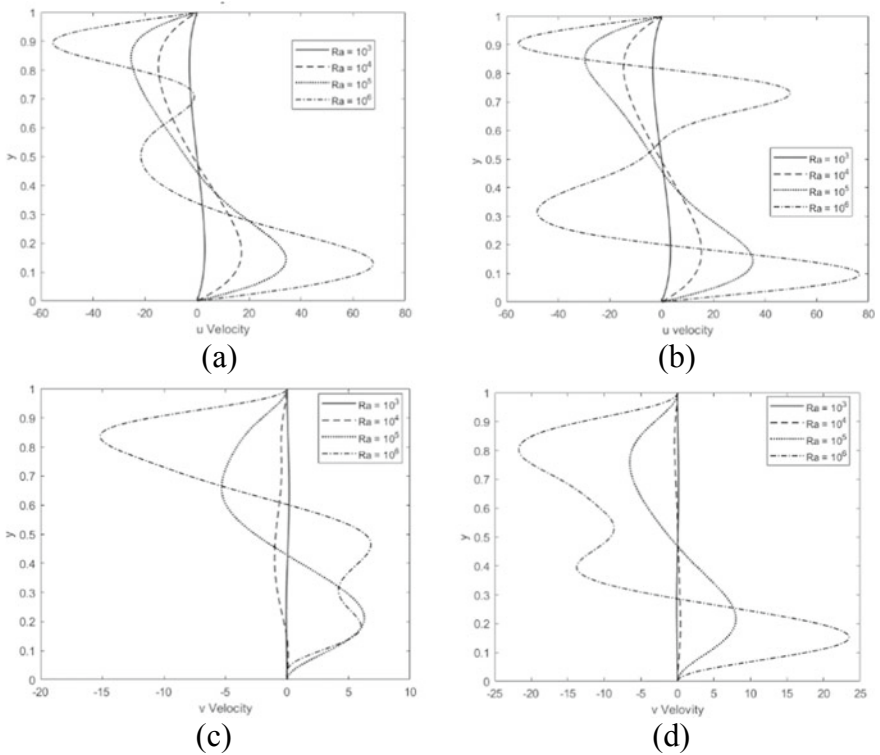 1
0.9
0.8
0.7
0.6
0.5
0.4
0.3
0.2
0.1
0
y
Ra = 10³
Ra = 10⁴
Ra = 10⁵
Ra = 10⁶
-60 -40 -20 0 20 40 60 80
u Velocity
(a)
1
0.9
0.8
0.7
0.6
0.5
0.4
0.3
0.2
0.1
0
y
Ra = 10³
Ra = 10⁴
Ra = 10⁵
Ra = 10⁶
-60 -40 -20 0 20 40 60 80
u velocity
(b)
1
0.9
0.8
0.7
0.6
0.5
0.4
0.3
0.2
0.1
0
y
Ra = 10³
Ra = 10⁴
Ra = 10⁵
Ra = 10⁶
-20 -15 -10 -5 0 5 10
v Velocity
(c)
1
0.9
0.8
0.7
0.6
0.5
0.4
0.3
0.2
0.1
0
y
Ra = 10³
Ra = 10⁴
Ra = 10⁵
Ra = 10⁶
-25 -20 -15 -10 -5 0 5 10 15 20 25
v Velovity
(d)